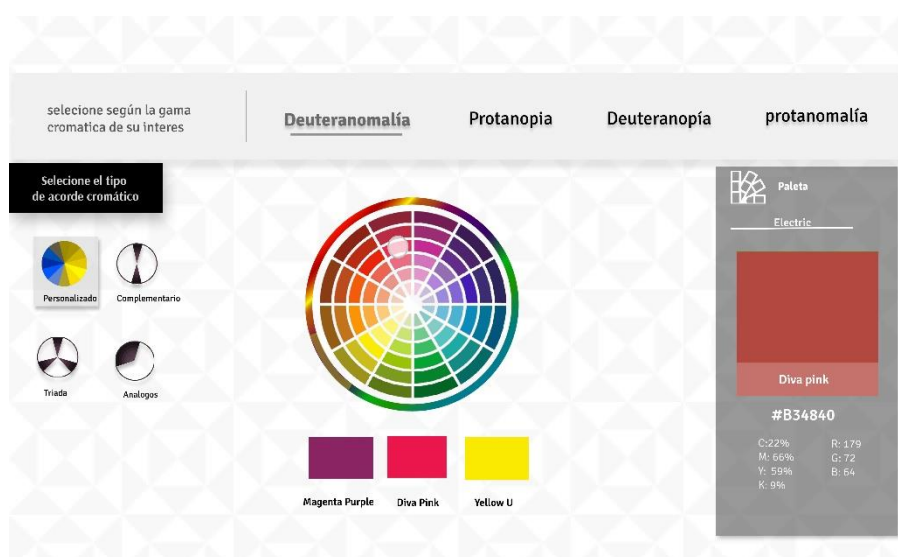 selecione según la gama
cromatica de su interes
Deuteranomalía
Protanopia
Deuteranopía
protanomalía
Selecione el tipo
de acorde cromático
Personalizado
Complementario
Triada
Analogos
Magenta Purple
Diva Pink
Yellow U
Paleta
Electric
Diva pink
#B34840
C:22%
R: 179
M: 66%
G: 72
Y: 59%
B: 64
K: 9%